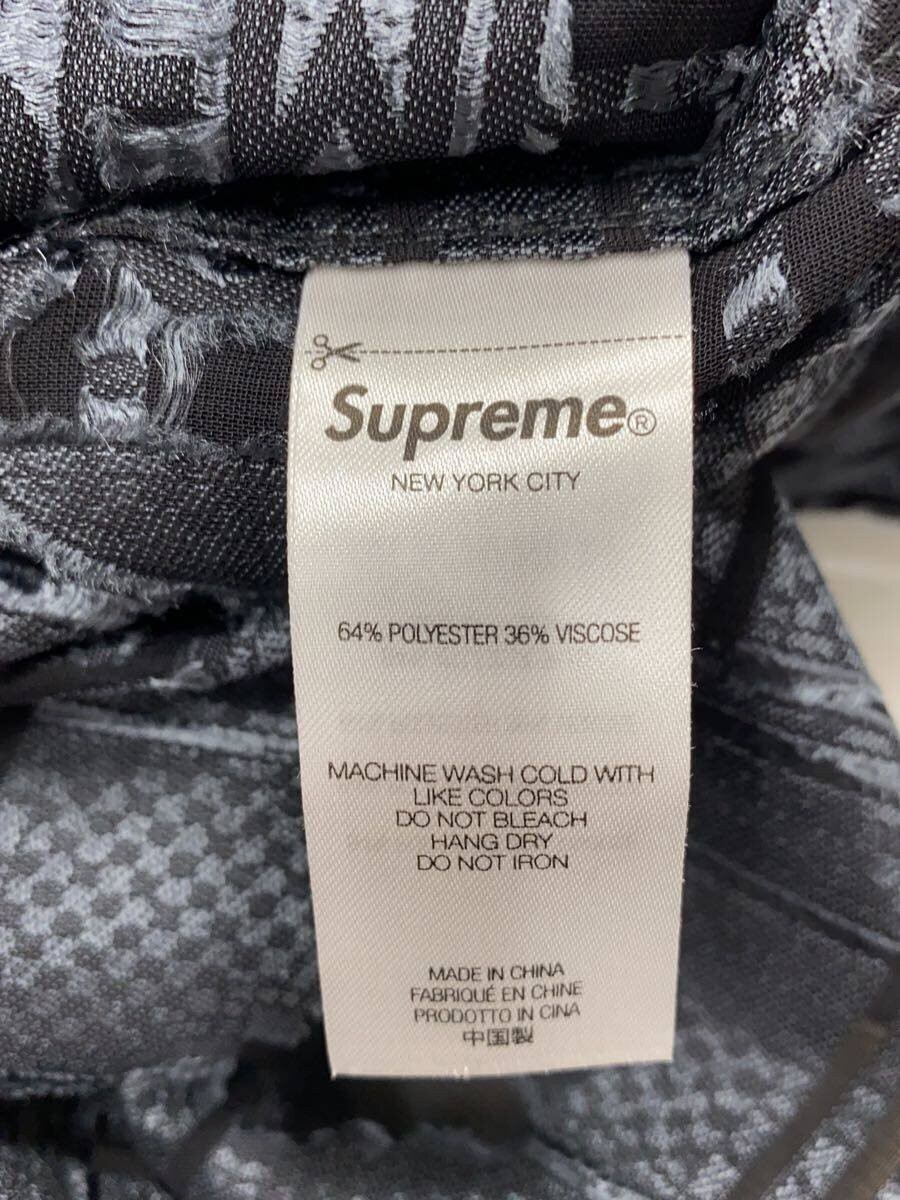 Supreme®
NEW YORK CITY
64% POLYESTER 36% VISCOSE
MACHINE WASH COLD WITH
LIKE COLORS
DO NOT BLEACH
HANG DRY
DO NOT IRON
MADE IN CHINA
FABRIQUÉ EN CHINE
PRODOTTO IN CINA
中国製